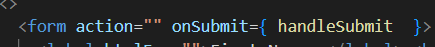 <>
<form action="" onSubmit={ handleSubmit }>